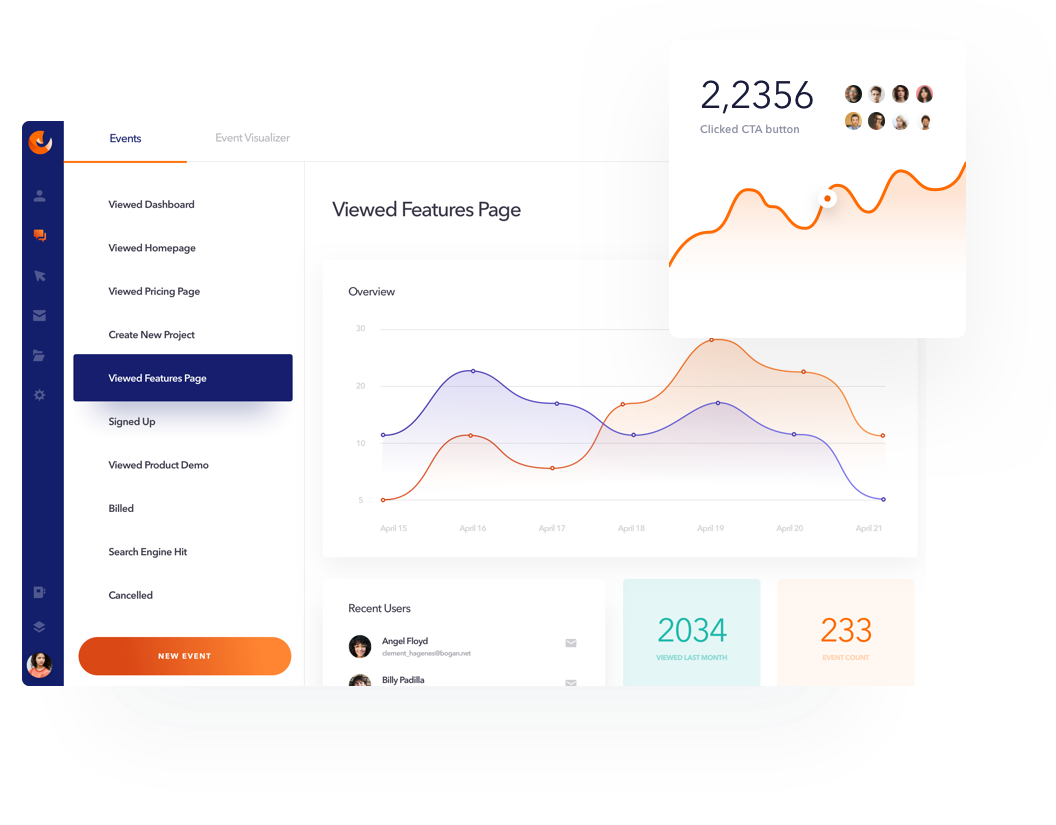 2,2356
Clicked CTA button
Events
Event Visualizer
Viewed Dashboard
Viewed Homepage
Viewed Pricing Page
Create New Project
Viewed Features Page
Signed Up
Viewed Product Demo
Billed
Search Engine Hit
Cancelled
NEW EVENT
Viewed Features Page
Overview
30
20
10
5
April 15
April 16
April 17
April 18
April 19
April 20
April 21
Recent Users
Angel Floyd
clement_hagenes@bogan.net
Billy Padilla
2034
VIEWED LAST MONTH
233
EVENT COUNT